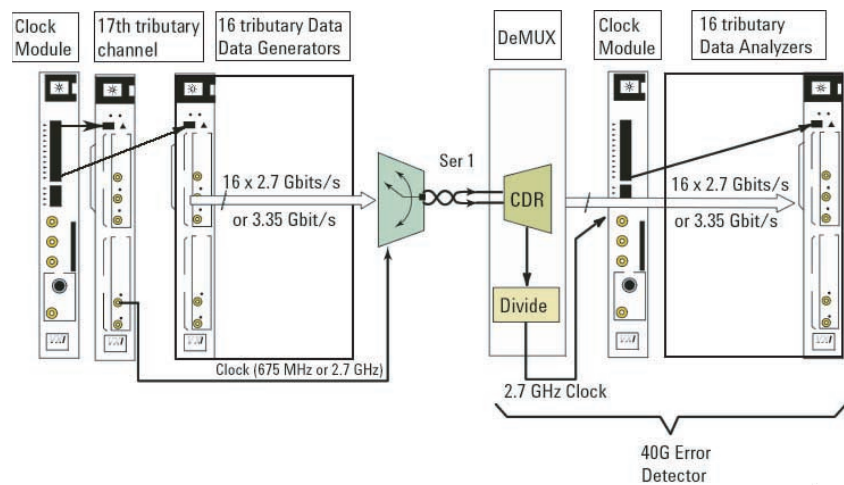 Clock
Module
17th tributary
channel
16 tributary Data
Data Generators
DeMUX
Clock
Module
16 tributary
Data Analyzers
Ser 1
16 x 2.7 Gbits/s
or 3.35 Gbit/s
CDR
16 x 2.7 Gbits/s
or 3.35 Gbit/s
Divide
Clock (675 MHz or 2.7 GHz)
2.7 GHz Clock
40G Error
Detector